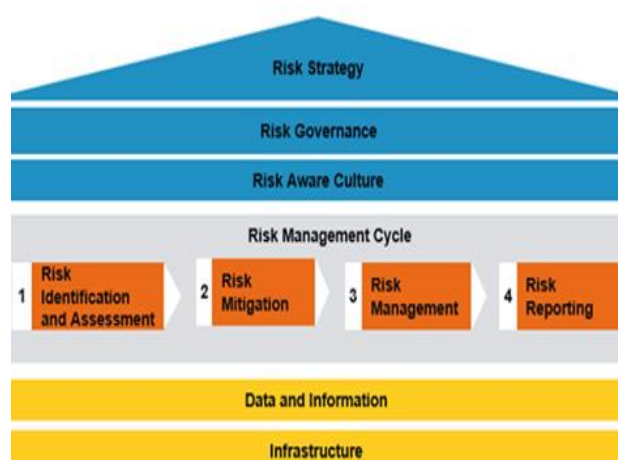 Risk Strategy
Risk Governance
Risk Aware Culture
Risk Management Cycle
1
Risk
Identification
and Assessment
2
Risk
Mitigation
3
Risk
Management
4
Risk
Reporting
Data and Information
Infrastructure